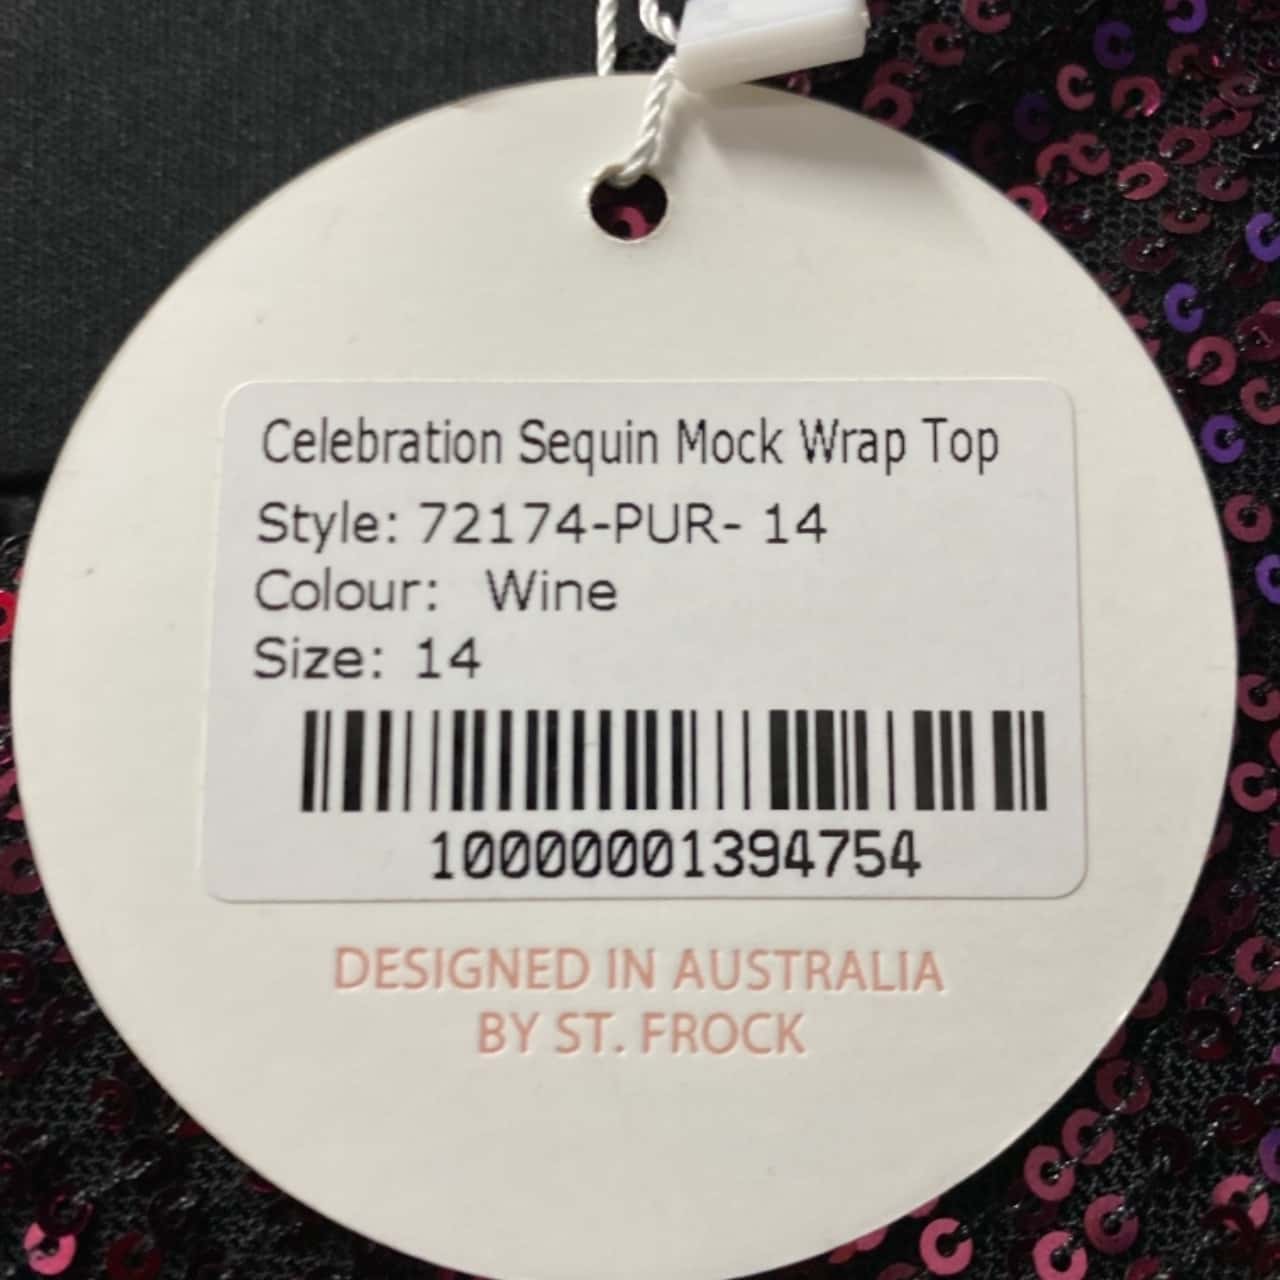 Celebration Sequin Mock Wrap Top
Style: 72174-PUR- 14
Colour: Wine
Size: 14
10000001394754
DESIGNED IN AUSTRALIA
BY ST. FROCK